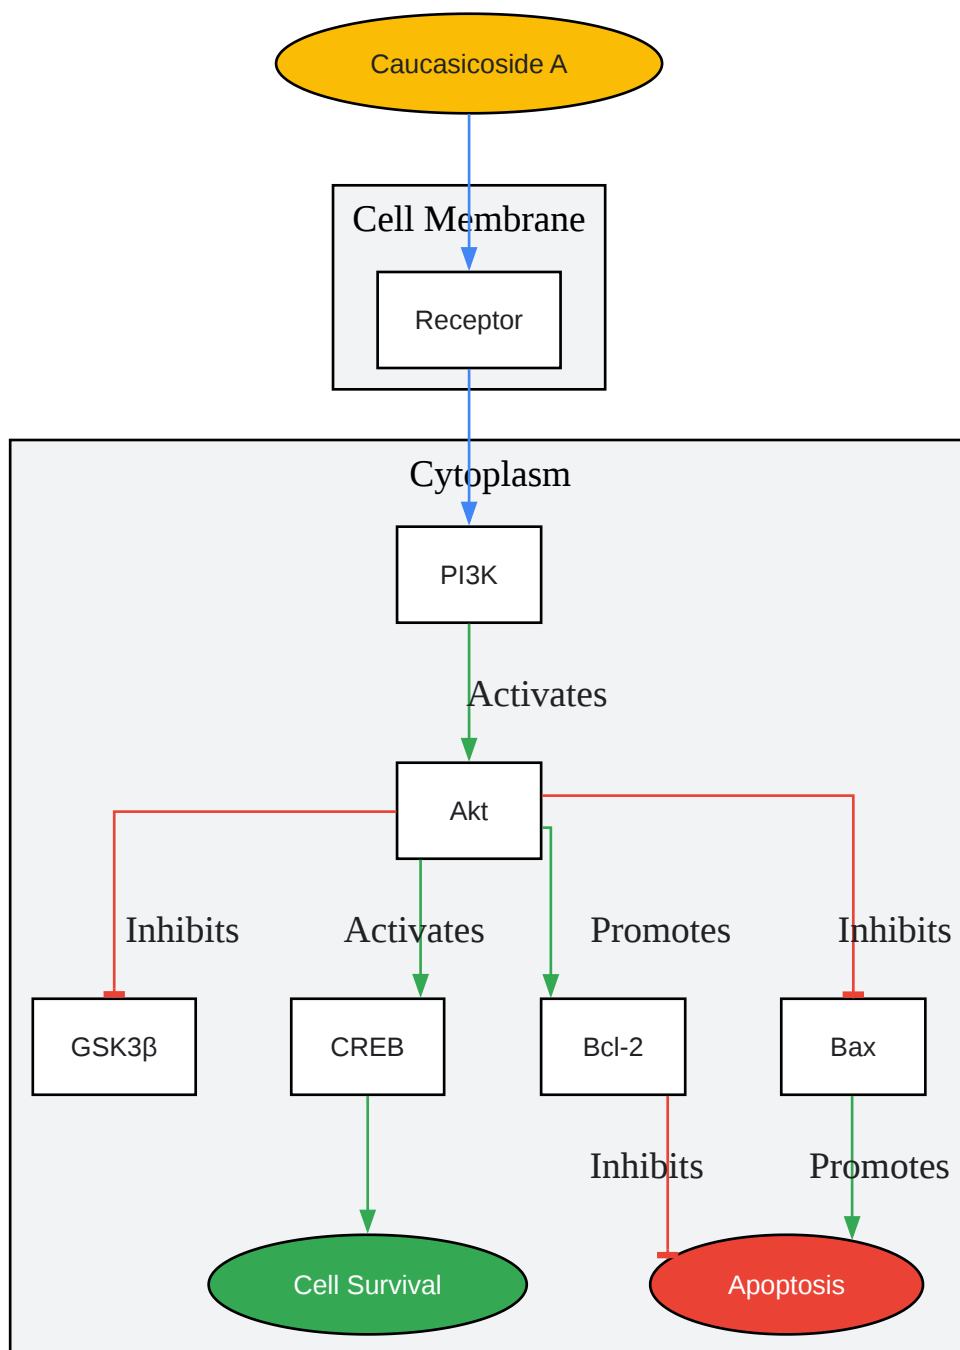 Caucasicoside A
Cell Membrane
Receptor
Cytoplasm
PI3K
Activates
Akt
Inhibits
Activates
Promotes
Inhibits
GSK3β
CREB
Bcl-2
Bax
Inhibits
Promotes
Cell Survival
Apoptosis